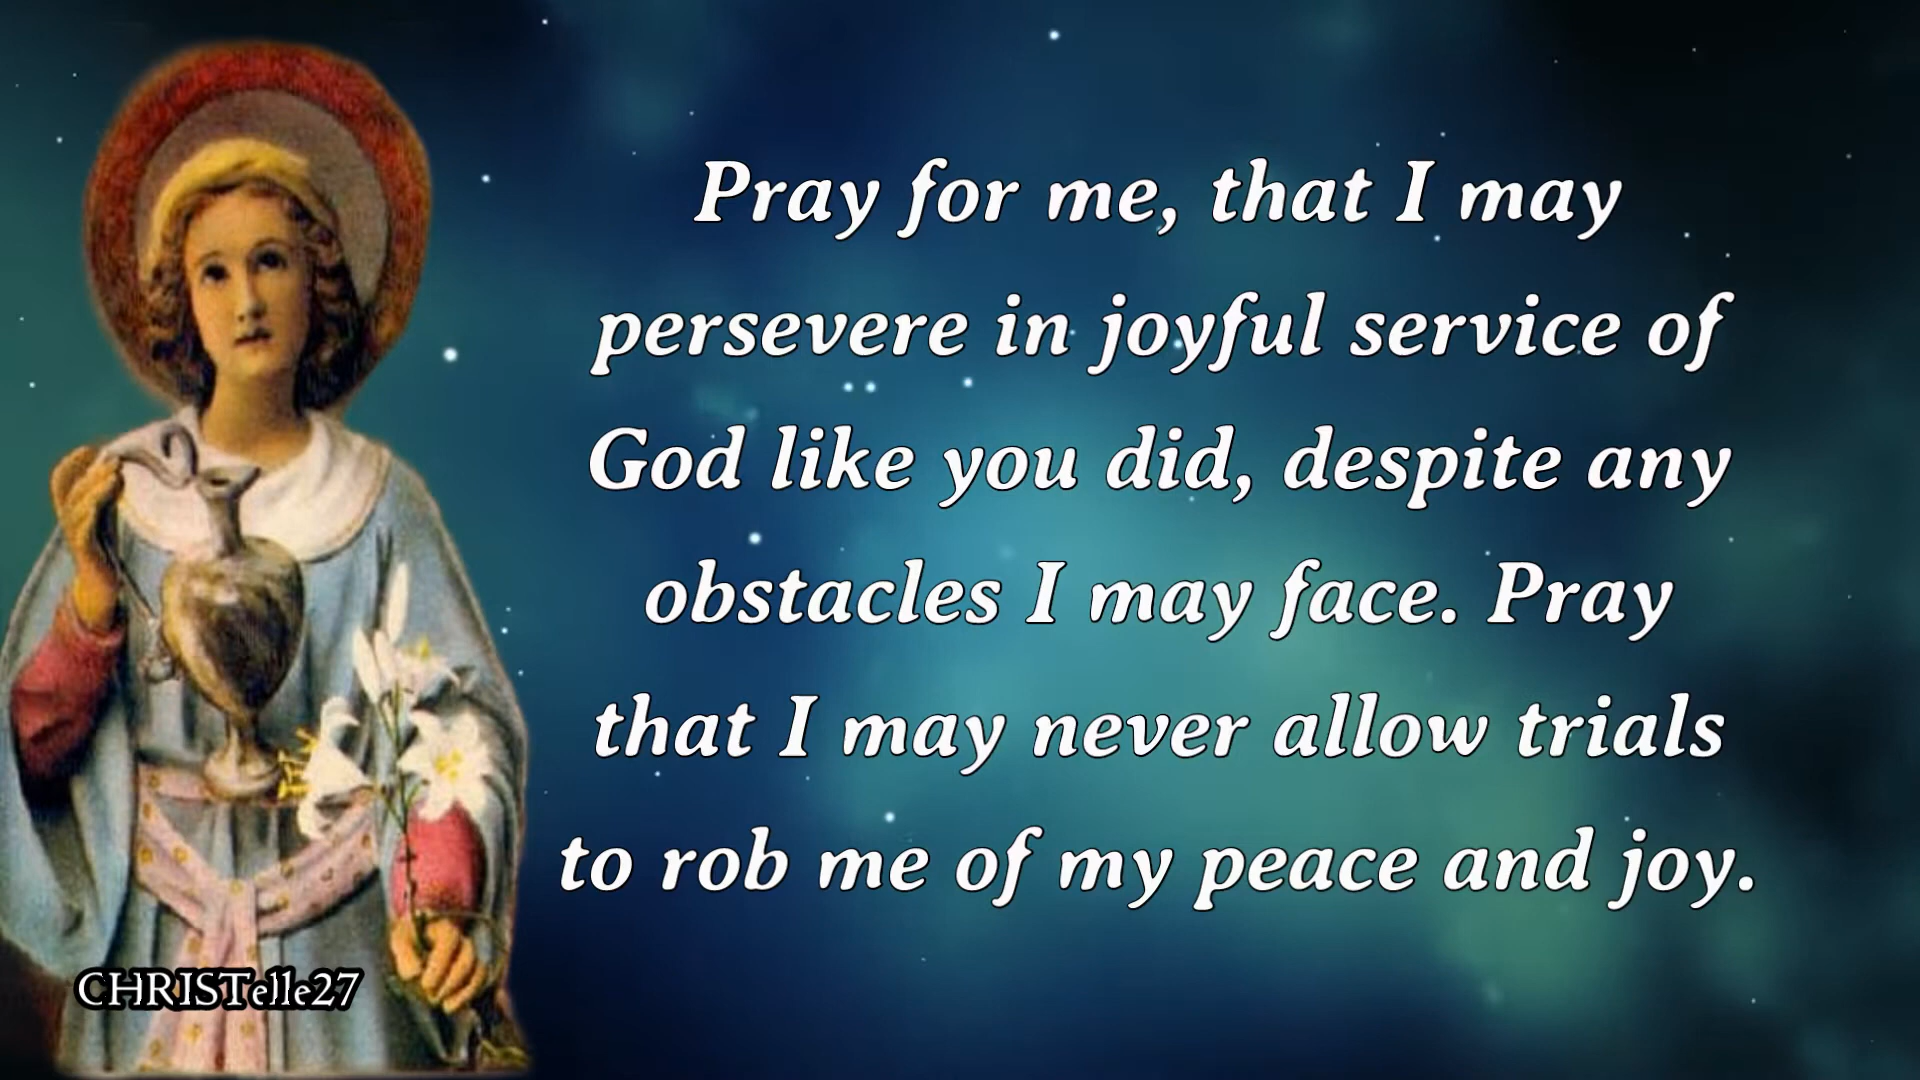 Pray for me, that I may
persevere in joyful service of
God like you did, despite any
obstacles I may face. Pray
that I may never allow trials
to rob me of my peace and joy.
CHRISTelle27